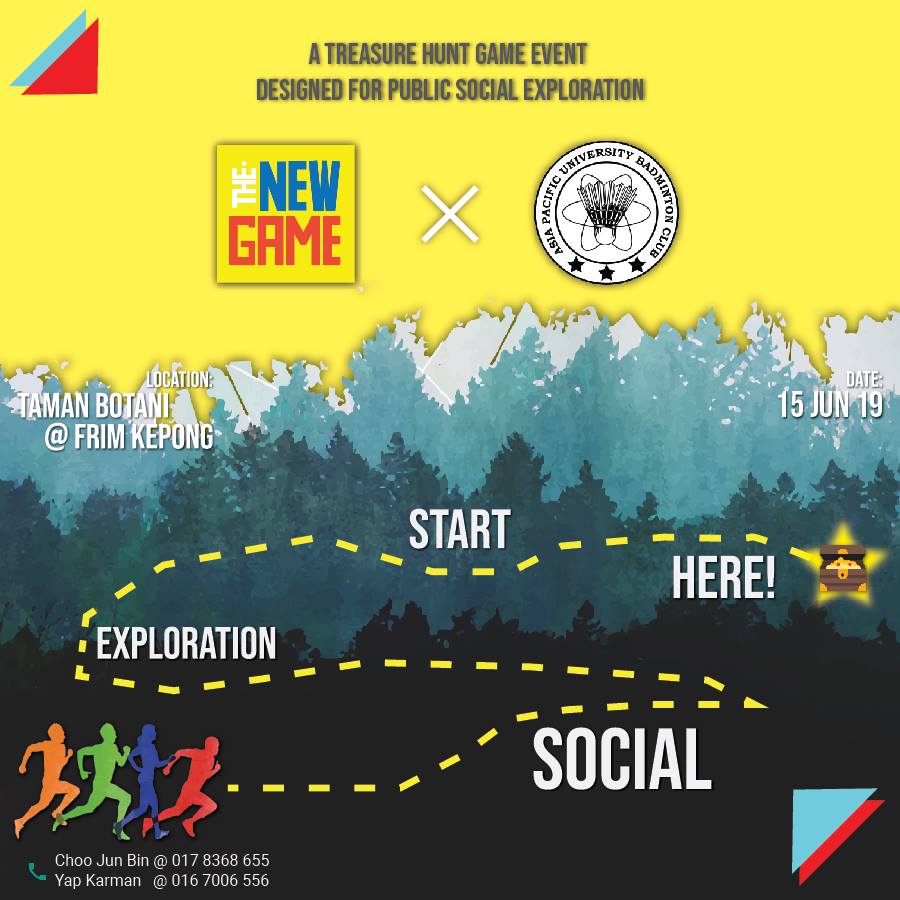 A TREASURE HUNT GAME EVENT
DESIGNED FOR PUBLIC SOCIAL EXPLORATION
THE NEW
GAME
ASIA PACIFIC UNIVERSITY BADMINTON CLUB
LOCATION:
TAMAN BOTANI
@ FRIM KEPONG
DATE:
15 JUN 19
START
HERE!
EXPLORATION
SOCIAL
Choo Jun Bin @ 017 8368 655
Yap Karman @ 016 7006 556